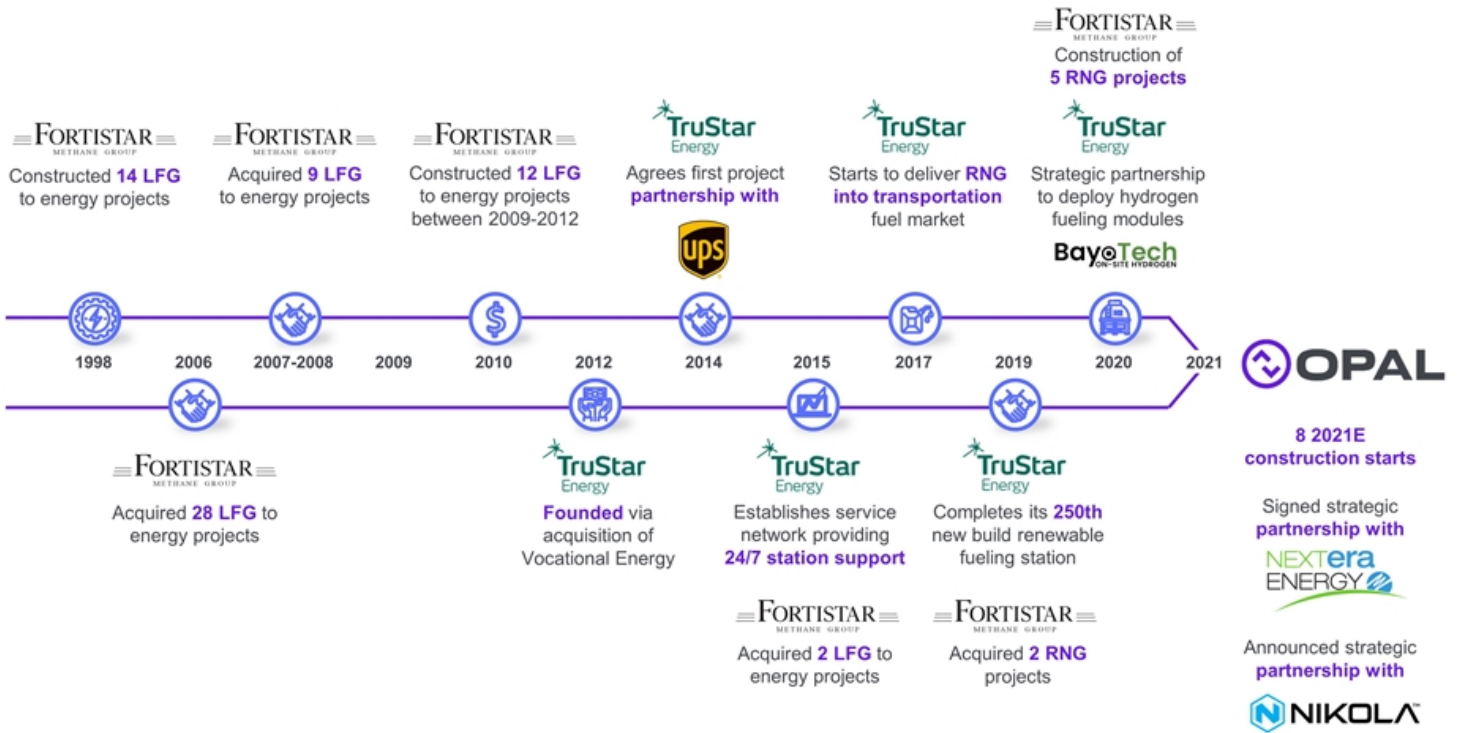 FORTISTAR
METHANE GROUP
Construction of
5 RNG projects
FORTISTAR
METHANE GROUP
Constructed 14 LFG
to energy projects
FORTISTAR
METHANE GROUP
Acquired 9 LFG
to energy projects
FORTISTAR
METHANE GROUP
Constructed 12 LFG
to energy projects
between 2009-2012
TruStar
Energy
Agrees first project
partnership with
ups
TruStar
Energy
Starts to deliver RNG
into transportation
fuel market
TruStar
Energy
Strategic partnership
to deploy hydrogen
fueling modules
BayoTech
ON-SITE HYDROGEN
1998 2006 2007-2008 2009 2010 2012 2014 2015 2017 2019 2020 2021
OPAL
FORTISTAR
METHANE GROUP
Acquired 28 LFG to
energy projects
TruStar
Energy
Founded via
acquisition of
Vocational Energy
TruStar
Energy
Establishes service
network providing
24/7 station support
FORTISTAR
METHANE GROUP
Acquired 2 LFG to
energy projects
TruStar
Energy
Completes its 250th
new build renewable
fueling station
FORTISTAR
METHANE GROUP
Acquired 2 RNG
projects
8 2021E
construction starts
Signed strategic
partnership with
NEXTera
ENERGY
Announced strategic
partnership with
NIKOLA™